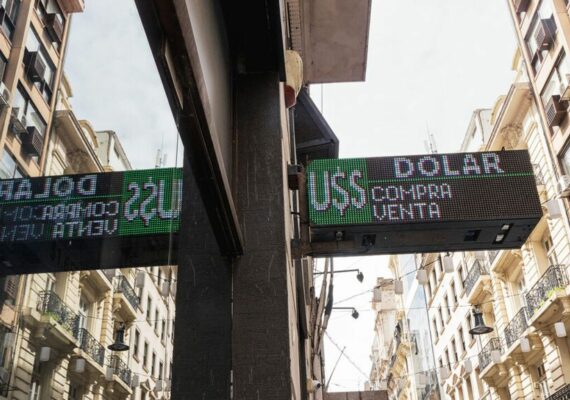 U$S
DOLAR
COMPRA
VENTA